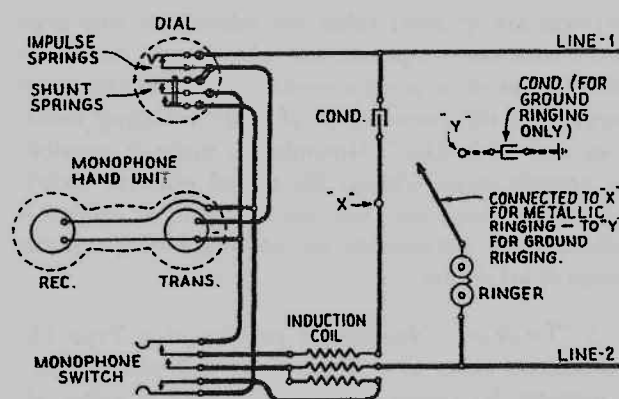 DIAL
IMPULSE
SPRINGS
SHUNT
SPRINGS
LINE-1
COND. (FOR
GROUND
RINGING
ONLY)
COND.
"Y"
MONOPHONE
HAND UNIT
"X"
CONNECTED TO "X"
FOR METALLIC
RINGING – TO "Y"
FOR GROUND
RINGING.
REC.
TRANS.
RINGER
INDUCTION
COIL
LINE-2
MONOPHONE
SWITCH